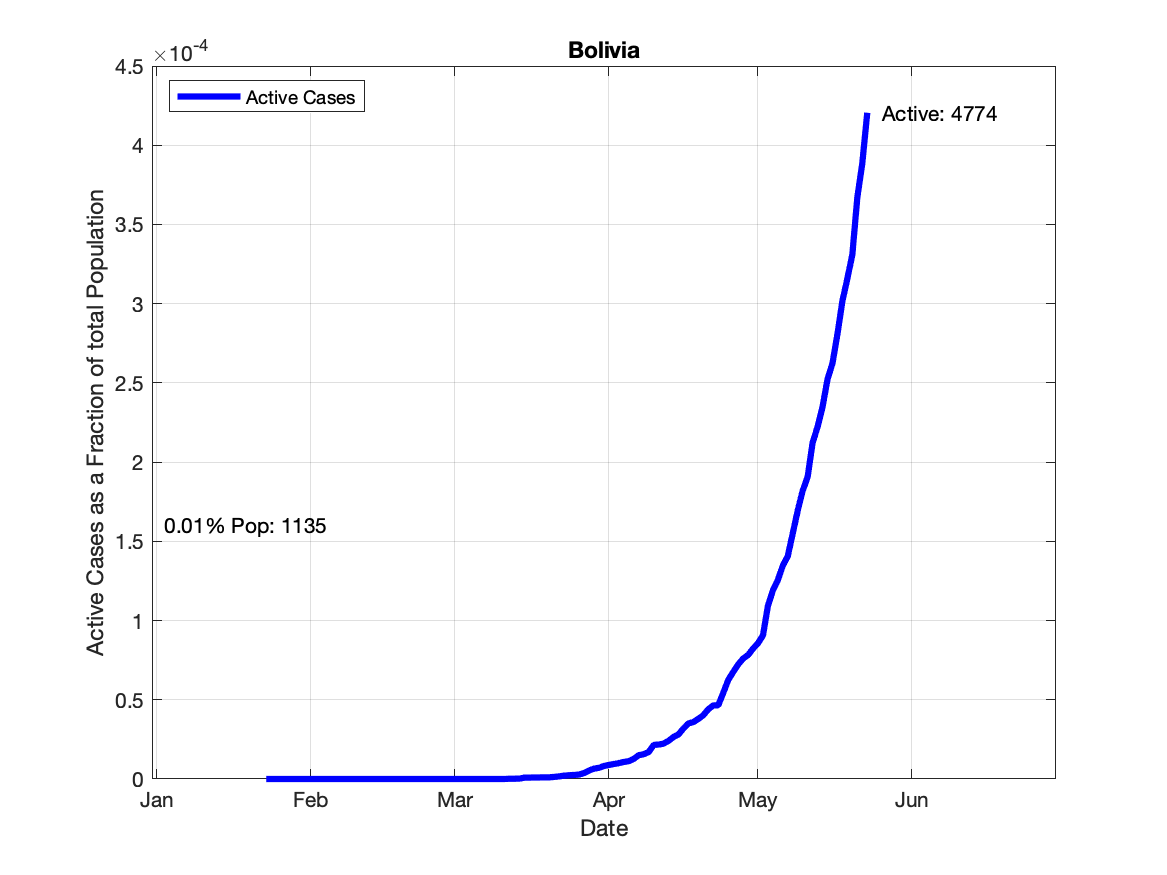 Bolivia
×10-4
4.5
4
3.5
3
2.5
2
1.5
1
0.5
0
Active Cases as a Fraction of total Population
Active Cases
Active: 4774
0.01% Pop: 1135
Jan Feb Mar Apr May Jun
Date